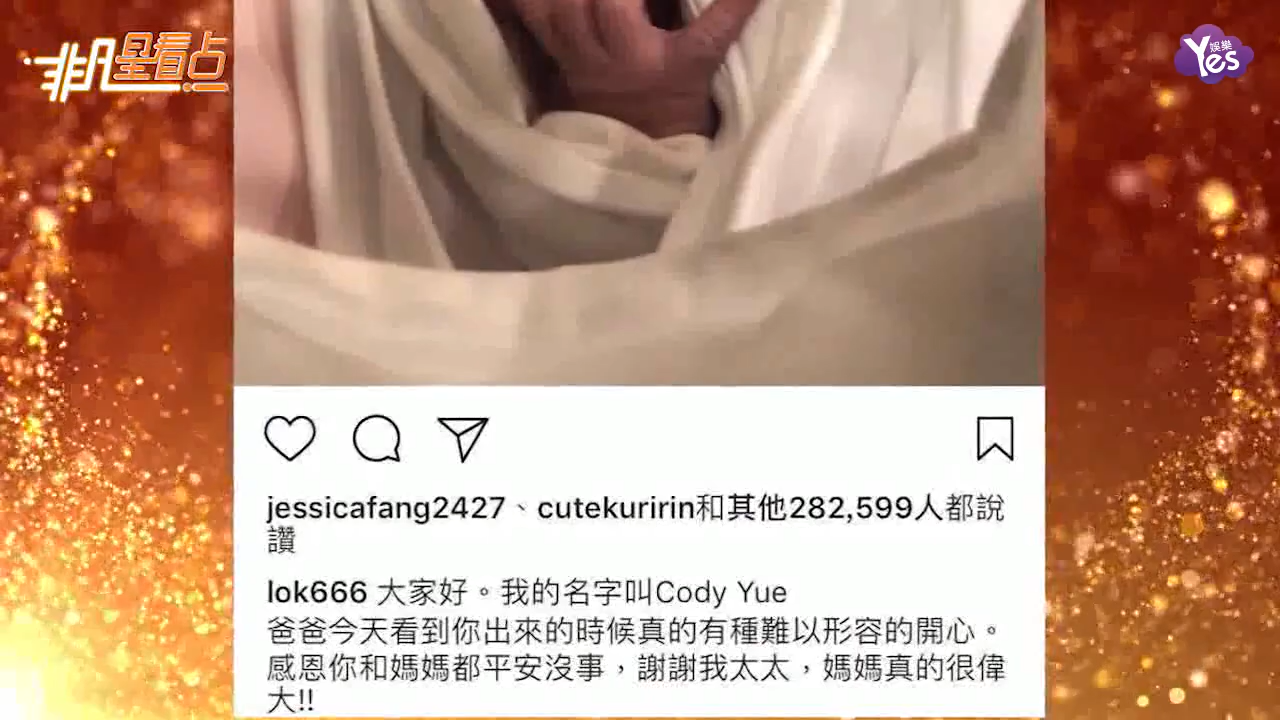 非凡星看点
Yes
娛樂
jessicafang2427、cutekuririn和其他282,599人都說
讚
lok666 大家好。我的名字叫Cody Yue
爸爸今天看到你出來的時候真的有種難以形容的開心。
感恩你和媽媽都平安沒事，謝謝我太太，媽媽真的很偉
大!!